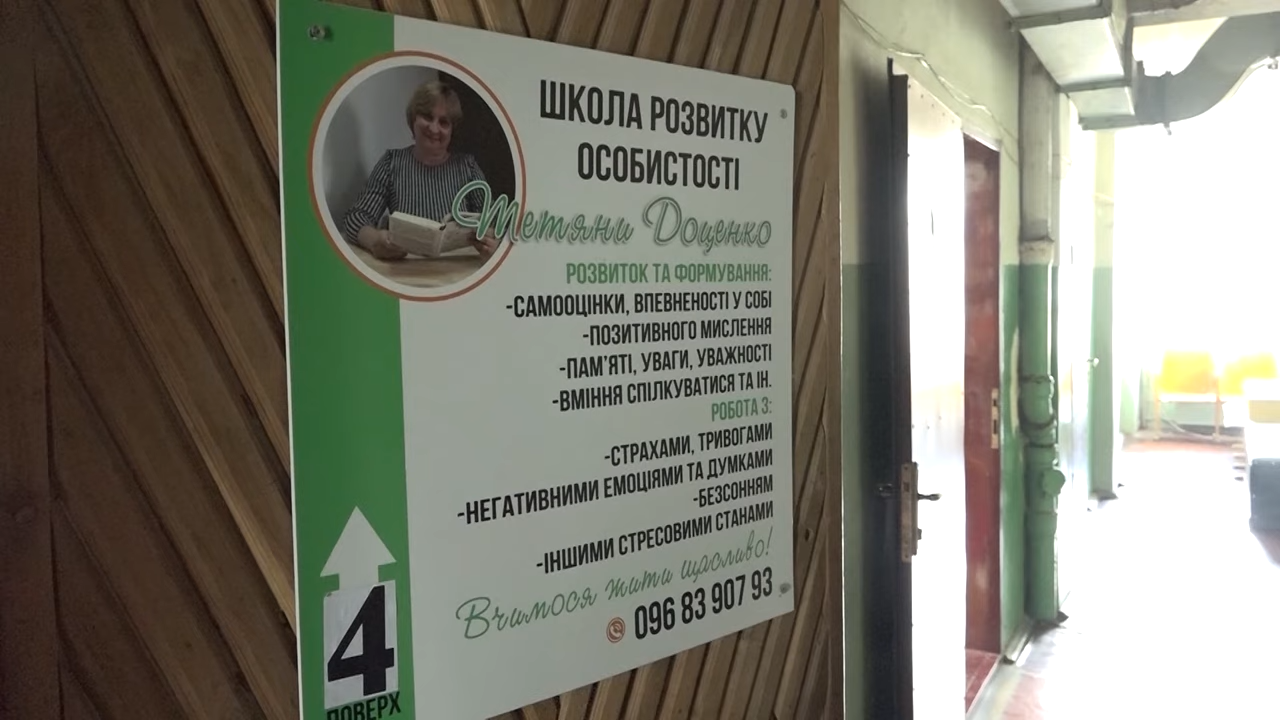 ШКОЛА РОЗВИТКУ
ОСОБИСТОСТІ
Тетяни Доценко
РОЗВИТОК ТА ФОРМУВАННЯ:
-САМООЦІНКИ, ВПЕВНЕНОСТІ У СОБІ
-ПОЗИТИВНОГО МИСЛЕННЯ
-ПАМ'ЯТІ, УВАГИ, УВАЖНОСТІ
-ВМІННЯ СПІЛКУВАТИСЯ ТА ІН.
РОБОТА З:
-СТРАХАМИ, ТРИВОГАМИ
-НЕГАТИВНИМИ ЕМОЦІЯМИ ТА ДУМКАМИ
-БЕЗСОННЯМ
-ІНШИМИ СТРЕСОВИМИ СТАНАМИ
Вчимося жити щасливо!
096 83 907 93
4
ПОВЕРХ